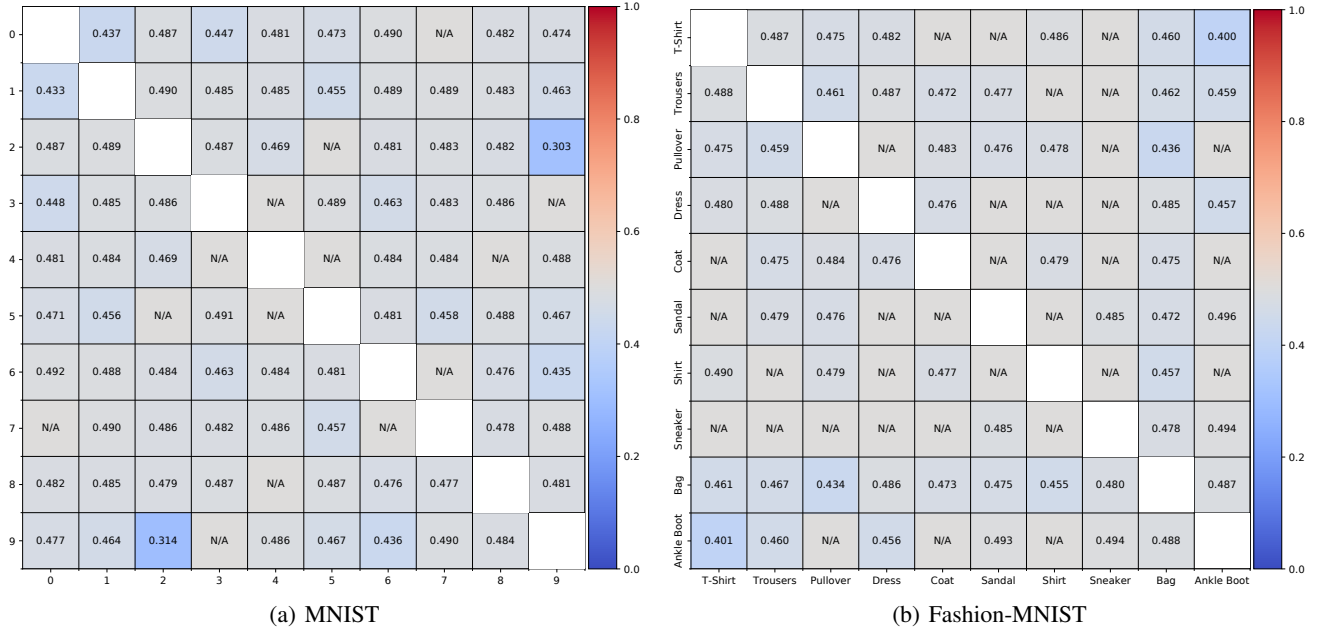 0 0.437 0.487 0.447 0.481 0.473 0.490 N/A 0.482 0.474
1 0.433 0.490 0.485 0.485 0.455 0.489 0.489 0.483 0.463
2 0.487 0.489 0.487 0.469 N/A 0.481 0.483 0.482 0.303
3 0.448 0.485 0.486 N/A 0.489 0.463 0.483 0.486 N/A
4 0.481 0.484 0.469 N/A N/A 0.484 0.484 N/A 0.488
5 0.471 0.456 N/A 0.491 N/A 0.481 0.458 0.488 0.467
6 0.492 0.488 0.484 0.463 0.484 0.481 N/A 0.476 0.435
7 N/A 0.490 0.486 0.482 0.486 0.457 N/A 0.478 0.488
8 0.482 0.485 0.479 0.487 N/A 0.487 0.476 0.477 0.481
9 0.477 0.464 0.314 N/A 0.486 0.467 0.436 0.490 0.484
0 1 2 3 4 5 6 7 8 9
1.0
0.8
0.6
0.4
0.2
0.0
(a) MNIST
T-Shirt 0.487 0.475 0.482 N/A N/A 0.486 N/A 0.460 0.400
Trousers 0.488 0.461 0.487 0.472 0.477 N/A N/A 0.462 0.459
Pullover 0.475 0.459 N/A 0.483 0.476 0.478 N/A 0.436 N/A
Dress 0.480 0.488 N/A 0.476 N/A N/A N/A 0.485 0.457
Coat N/A 0.475 0.484 0.476 N/A 0.479 N/A 0.475 N/A
Sandal N/A 0.479 0.476 N/A N/A N/A 0.485 0.472 0.496
Shirt 0.490 N/A 0.479 N/A 0.477 N/A N/A 0.457 N/A
Sneaker N/A N/A N/A N/A N/A 0.485 N/A 0.478 0.494
Bag 0.461 0.467 0.434 0.486 0.473 0.475 0.455 0.480 0.487
Ankle Boot 0.401 0.460 N/A 0.456 N/A 0.493 N/A 0.494 0.488
T-Shirt Trousers Pullover Dress Coat Sandal Shirt Sneaker Bag Ankle Boot
1.0
0.8
0.6
0.4
0.2
0.0
(b) Fashion-MNIST